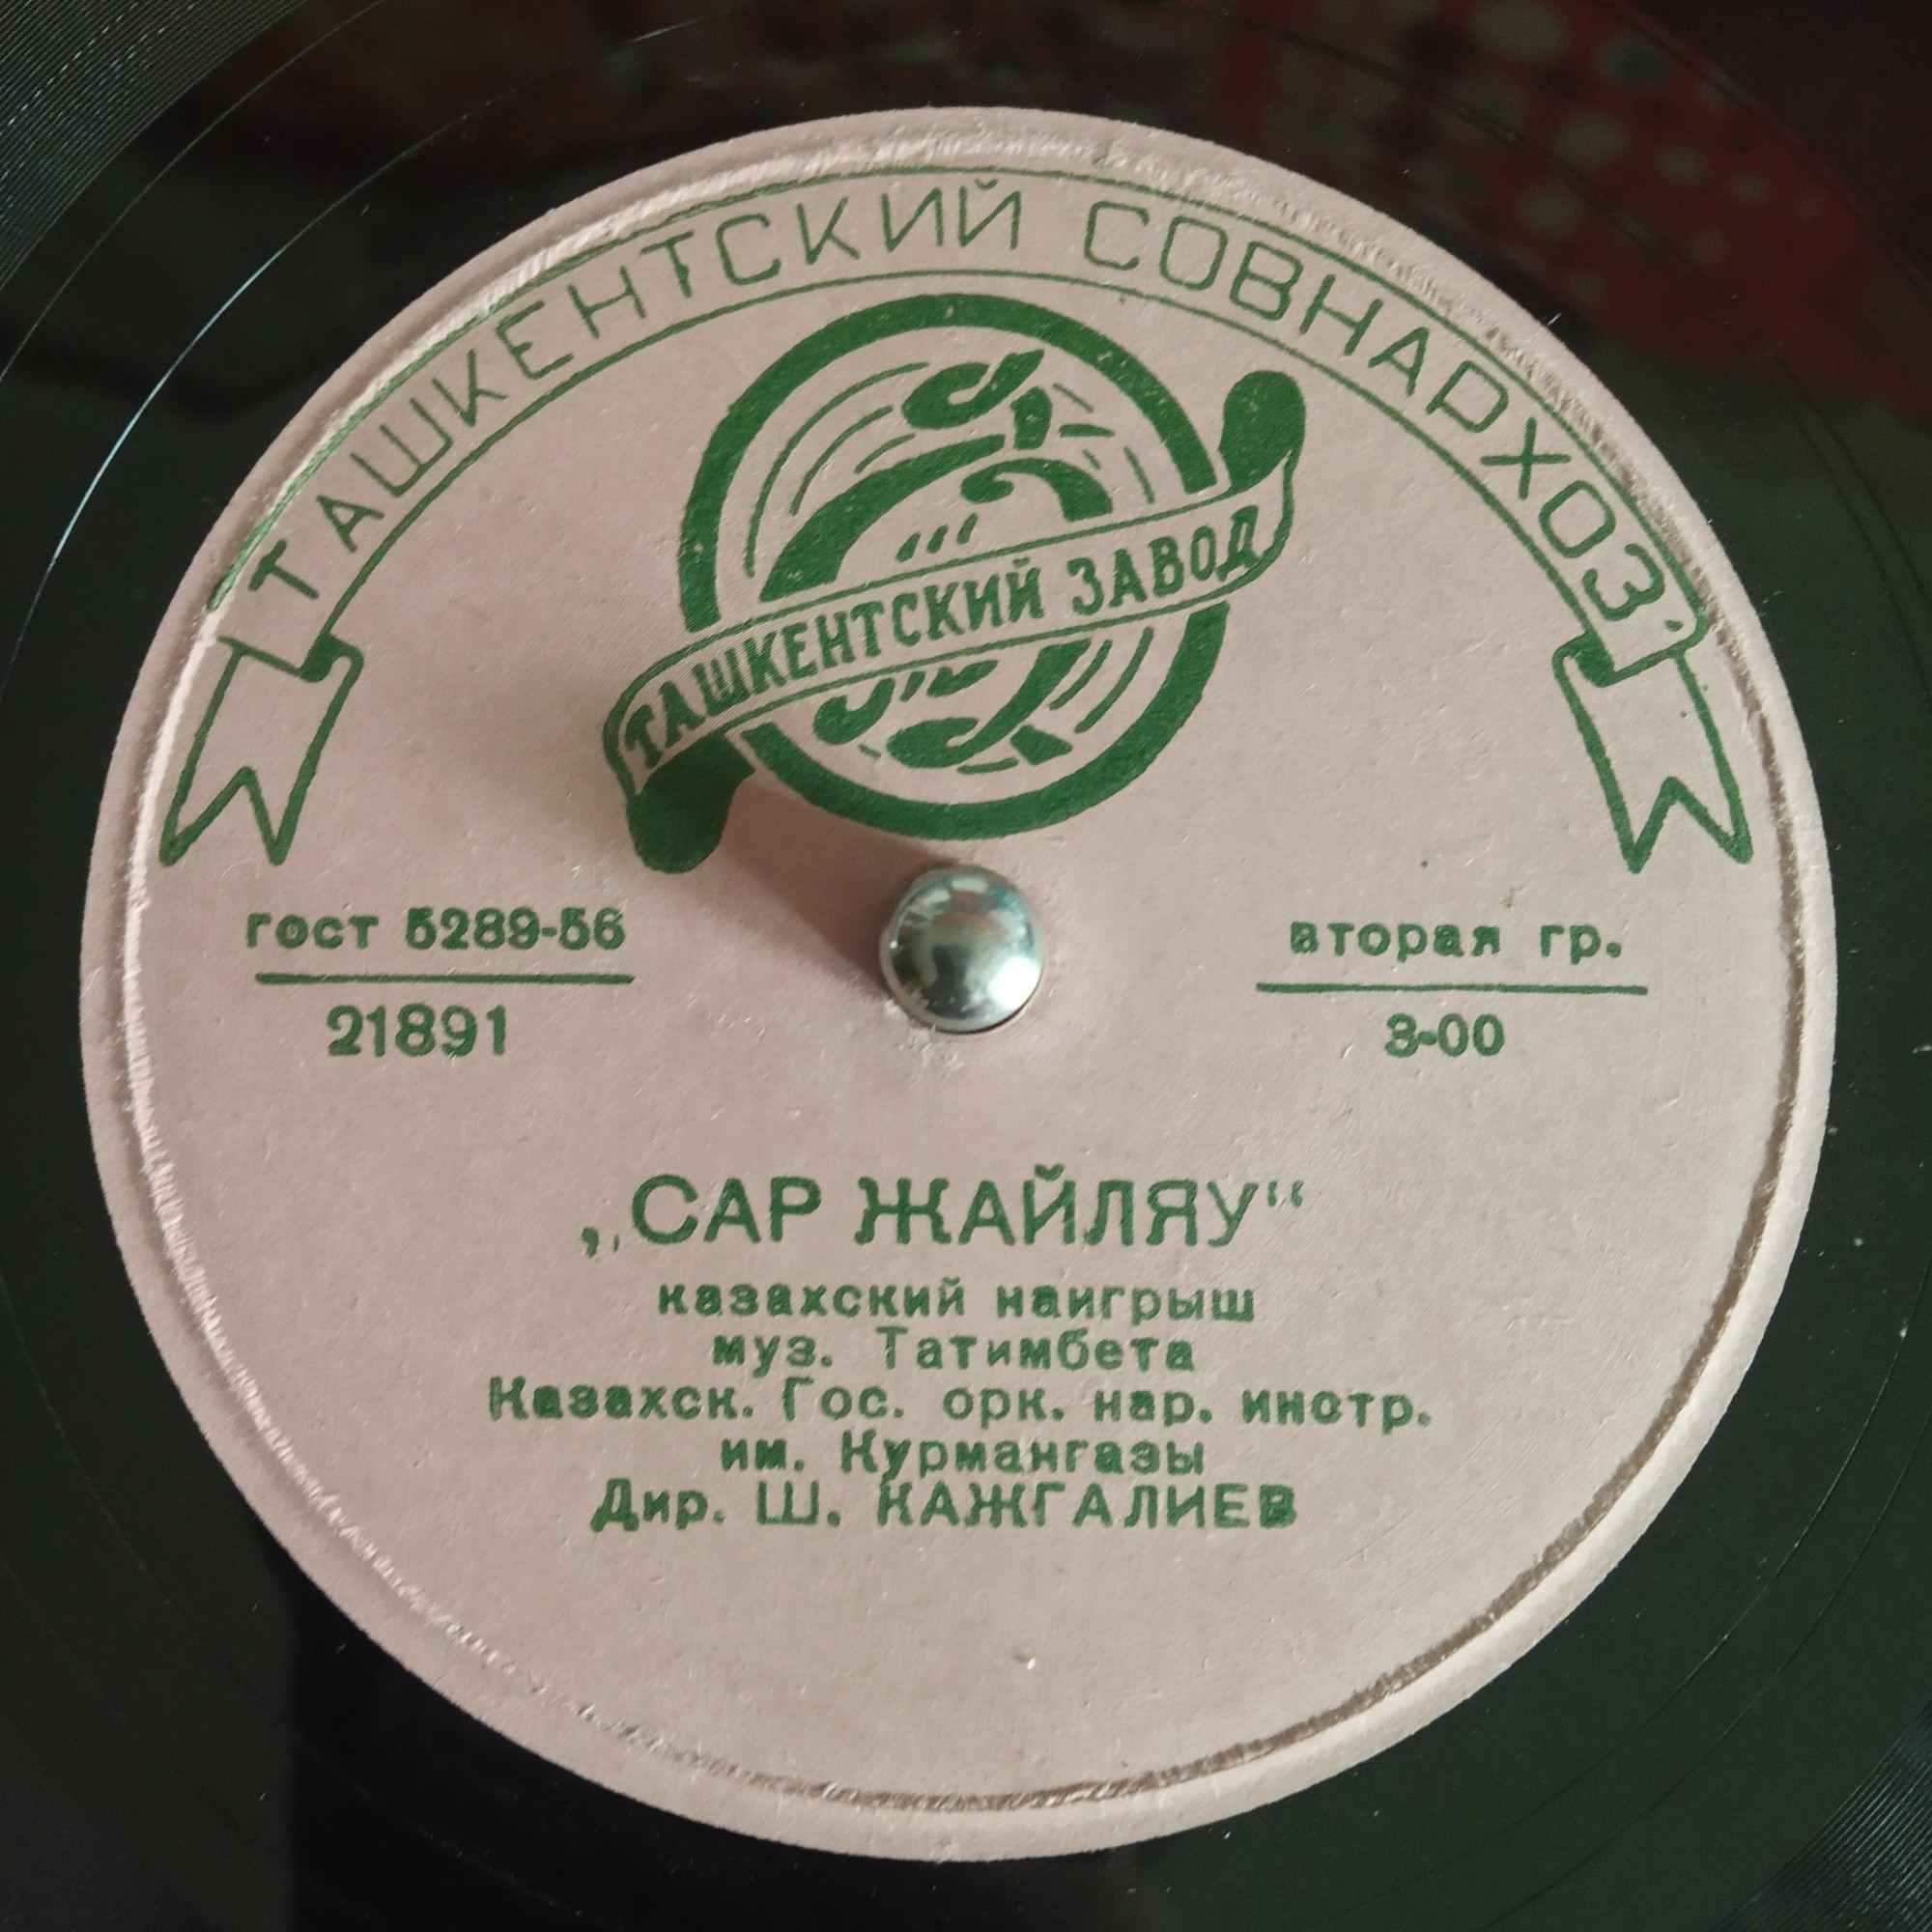 ТАШКЕНТСКИЙ СОВНАРХОЗ
ТАШКЕНТСКИЙ ЗАВОД
гост 5289-56
21891
вторая гр.
3-00
„САР ЖАЙЛЯУ“
казахский наигрыш
муз. Татимбета
Казахск. Гос. орк. нар. инстр.
им. Курмангазы
Дир. Ш. КАЖГАЛИЕВ